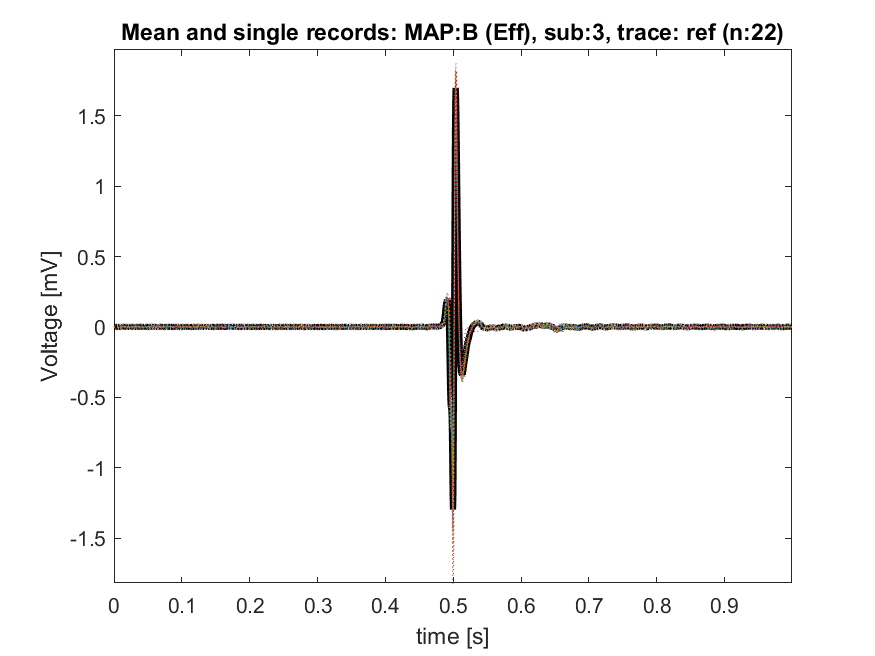 Mean and single records: MAP:B (Eff), sub:3, trace: ref (n:22)
1.5
1
0.5
0
-0.5
-1
-1.5
Voltage [mV]
0 0.1 0.2 0.3 0.4 0.5 0.6 0.7 0.8 0.9
time [s]